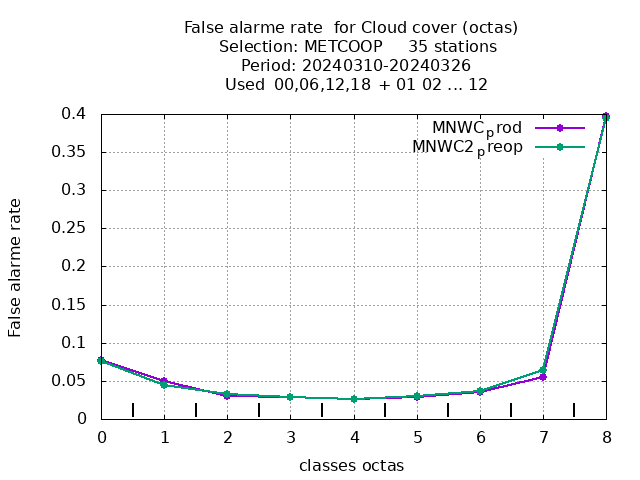 False alarme rate  for Cloud cover (octas)
Selection: METCOOP     35 stations
Period: 20240310-20240326
Used  00,06,12,18 + 01 02 ... 12
MNWCprod
MNWC2preop
0.4
0.35
0.3
0.25
0.2
0.15
0.1
0.05
0
False alarme rate
0 1 2 3 4 5 6 7 8
classes octas